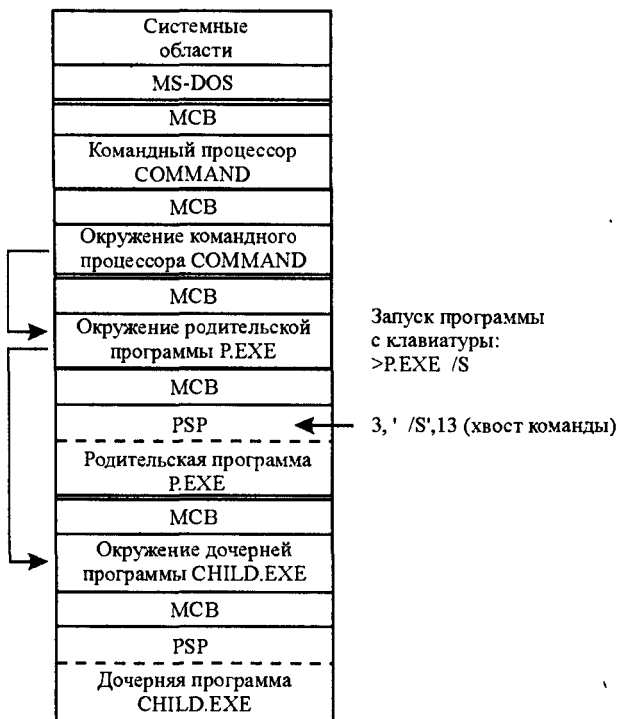 Системные
области
MS-DOS
MCB
Командный процессор
COMMAND
MCB
Окружение командного
процессора COMMAND
MCB
Окружение родительской
программы P.EXE
MCB
PSP
Родительская программа
P.EXE
MCB
Окружение дочерней
программы CHILD.EXE
MCB
PSP
Дочерняя программа
CHILD.EXE
Запуск программы
с клавиатуры:
>P.EXE /S
3, ' /S',13 (хвост команды)